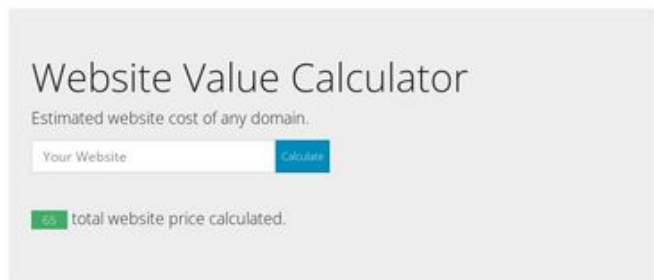 Website Value Calculator
Estimated website cost of any domain.
Your Website Calculate
65 total website price calculated.